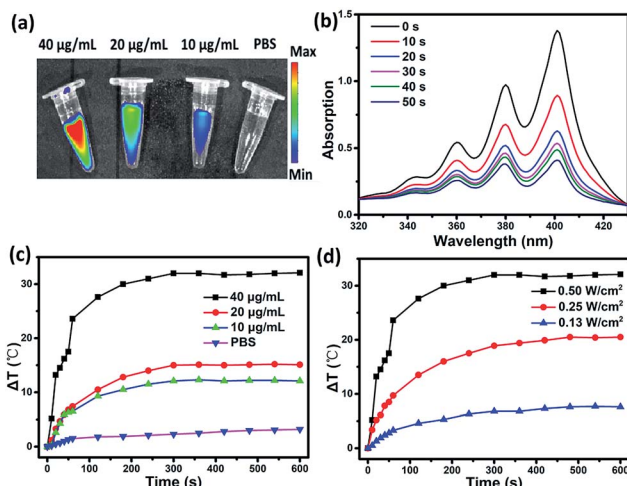 (a)
40 μg/mL 20 μg/mL 10 μg/mL PBS
Max
Min
(b)
1.5
1.0
0.5
0.0
Absorption
0 s
10 s
20 s
30 s
40 s
50 s
320 340 360 380 400 420
Wavelength (nm)
(c)
30
20
10
0
ΔT (℃)
40 μg/mL
20 μg/mL
10 μg/mL
PBS
0 100 200 300 400 500 600
Time (s)
(d)
30
20
10
0
ΔT (℃)
0.50 W/cm²
0.25 W/cm²
0.13 W/cm²
0 100 200 300 400 500 600
Time (s)